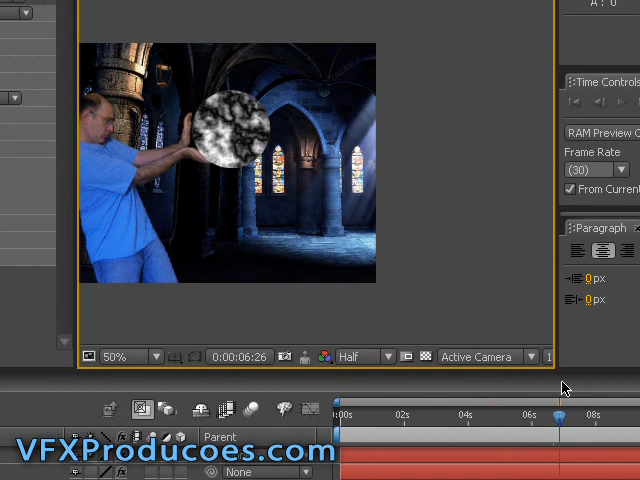 A : 0
Time Controls
RAM Preview O
Frame Rate
(30)
From Current
Paragraph
0 px
0 px
50%
0:00:06:26
Half
Active Camera
1
:00s
02s
04s
06s
08s
Parent
VFXProducoes.com
None